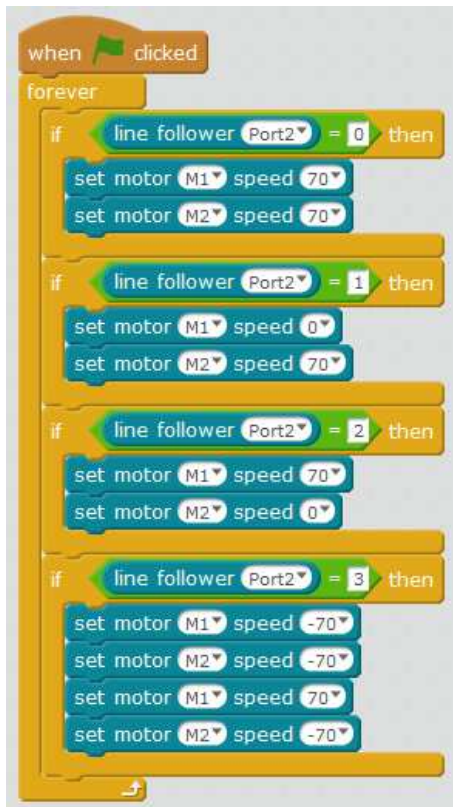 when clicked
forever
if line follower Port2 = 0 then
set motor M1 speed 70
set motor M2 speed 70
if line follower Port2 = 1 then
set motor M1 speed 0
set motor M2 speed 70
if line follower Port2 = 2 then
set motor M1 speed 70
set motor M2 speed 0
if line follower Port2 = 3 then
set motor M1 speed -70
set motor M2 speed -70
set motor M1 speed 70
set motor M2 speed -70